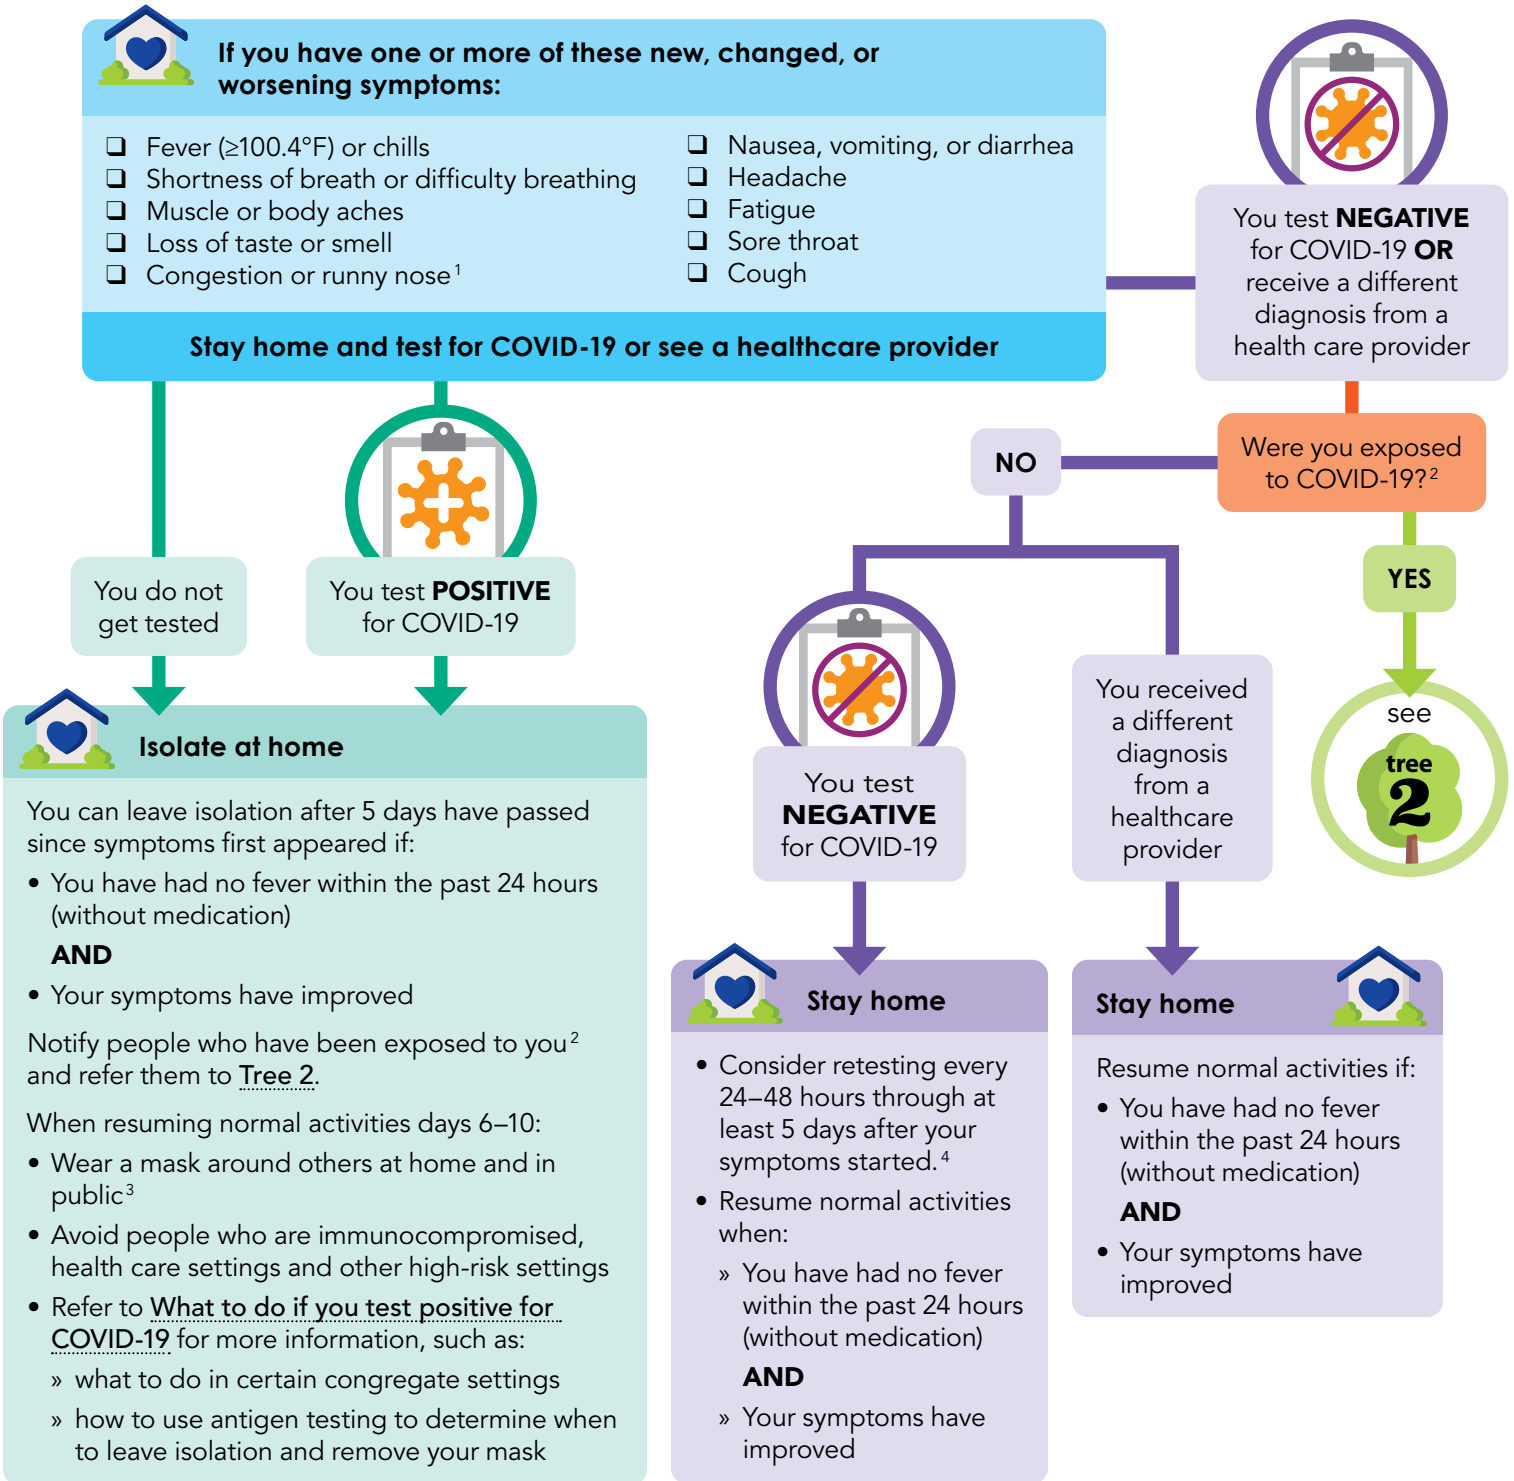 If you have one or more of these new, changed, or
worsening symptoms:
❑ Fever (≥100.4°F) or chills
❑ Shortness of breath or difficulty breathing
❑ Muscle or body aches
❑ Loss of taste or smell
❑ Congestion or runny nose¹
❑ Nausea, vomiting, or diarrhea
❑ Headache
❑ Fatigue
❑ Sore throat
❑ Cough
Stay home and test for COVID-19 or see a healthcare provider
You test NEGATIVE
for COVID-19 OR
receive a different
diagnosis from a
health care provider
Were you exposed
to COVID-19?²
NO
YES
see
tree
2
You do not
get tested
You test POSITIVE
for COVID-19
Isolate at home
You can leave isolation after 5 days have passed
since symptoms first appeared if:
• You have had no fever within the past 24 hours
(without medication)
AND
• Your symptoms have improved
Notify people who have been exposed to you²
and refer them to Tree 2.
When resuming normal activities days 6–10:
• Wear a mask around others at home and in
public³
• Avoid people who are immunocompromised,
health care settings and other high-risk settings
• Refer to What to do if you test positive for
COVID-19 for more information, such as:
» what to do in certain congregate settings
» how to use antigen testing to determine when
to leave isolation and remove your mask
You test
NEGATIVE
for COVID-19
Stay home
• Consider retesting every
24–48 hours through at
least 5 days after your
symptoms started.⁴
• Resume normal activities
when:
» You have had no fever
within the past 24 hours
(without medication)
AND
» Your symptoms have
improved
You received
a different
diagnosis
from a
healthcare
provider
Stay home
Resume normal activities if:
• You have had no fever
within the past 24 hours
(without medication)
AND
• Your symptoms have
improved